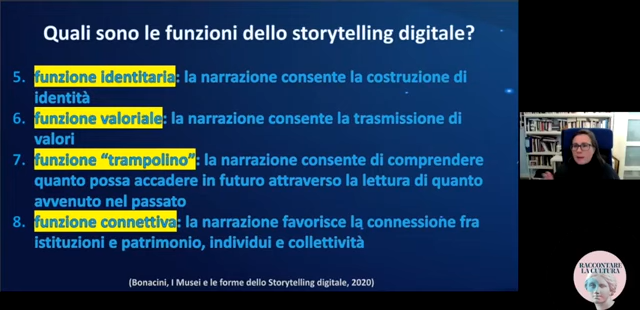 Quali sono le funzioni dello storytelling digitale?
5. funzione identitaria: la narrazione consente la costruzione di
identità
6. funzione valoriale: la narrazione consente la trasmissione di
valori
7. funzione “trampolino”: la narrazione consente di comprendere
quanto possa accadere in futuro attraverso la lettura di quanto
avvenuto nel passato
8. funzione connettiva: la narrazione favorisce la connessione fra
istituzioni e patrimonio, individui e collettività
(Bonacini, I Musei e le forme dello Storytelling digitale, 2020)
RACCONTARE
LA CULTURA